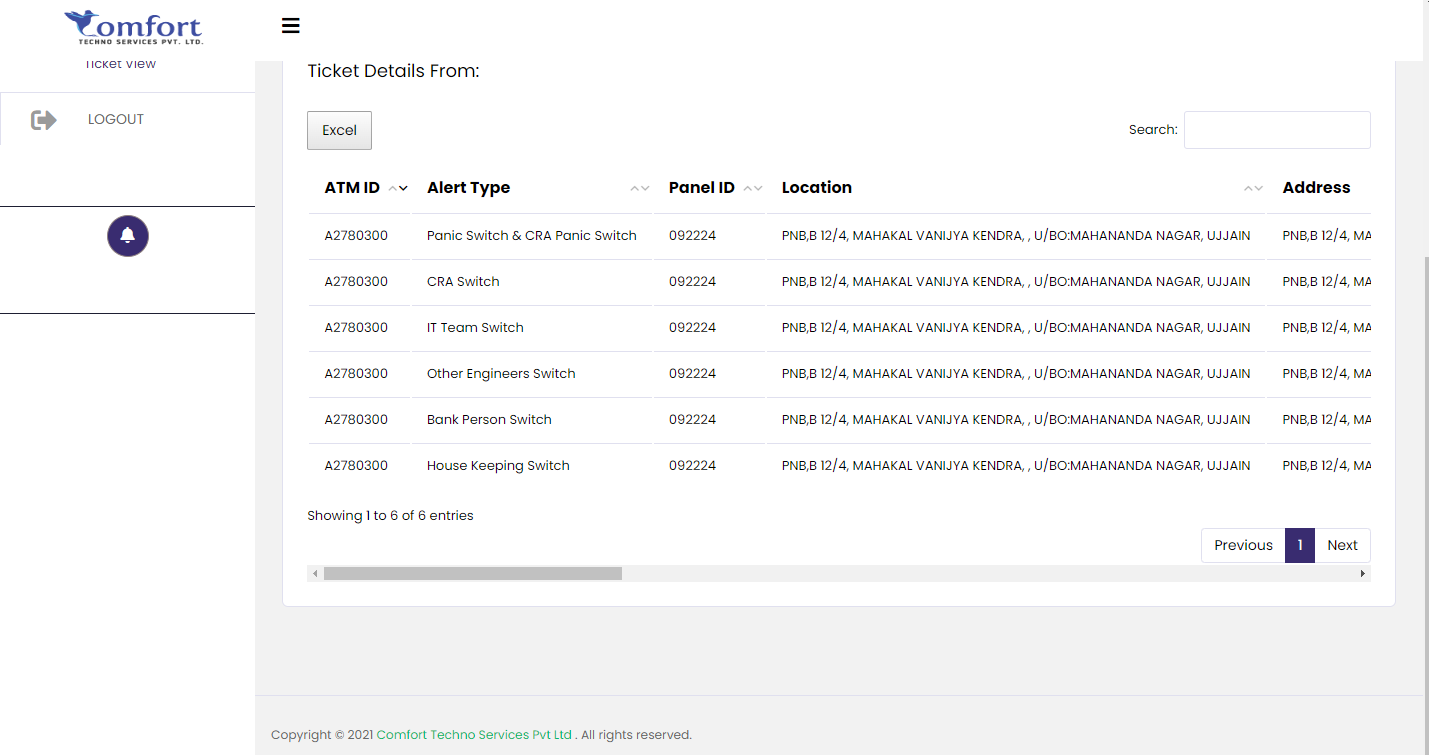 Comfort
TECHNO SERVICES PVT. LTD.
Ticket View
LOGOUT
Ticket Details From:
Excel
Search:
ATM ID Alert Type Panel ID Location Address
A2780300 Panic Switch & CRA Panic Switch 092224 PNB,B 12/4, MAHAKAL VANIJYA KENDRA, , U/BO:MAHANANDA NAGAR, UJJAIN PNB,B 12/4, MA
A2780300 CRA Switch 092224 PNB,B 12/4, MAHAKAL VANIJYA KENDRA, , U/BO:MAHANANDA NAGAR, UJJAIN PNB,B 12/4, MA
A2780300 IT Team Switch 092224 PNB,B 12/4, MAHAKAL VANIJYA KENDRA, , U/BO:MAHANANDA NAGAR, UJJAIN PNB,B 12/4, MA
A2780300 Other Engineers Switch 092224 PNB,B 12/4, MAHAKAL VANIJYA KENDRA, , U/BO:MAHANANDA NAGAR, UJJAIN PNB,B 12/4, MA
A2780300 Bank Person Switch 092224 PNB,B 12/4, MAHAKAL VANIJYA KENDRA, , U/BO:MAHANANDA NAGAR, UJJAIN PNB,B 12/4, MA
A2780300 House Keeping Switch 092224 PNB,B 12/4, MAHAKAL VANIJYA KENDRA, , U/BO:MAHANANDA NAGAR, UJJAIN PNB,B 12/4, MA
Showing 1 to 6 of 6 entries
Previous 1 Next
Copyright © 2021 Comfort Techno Services Pvt Ltd . All rights reserved.